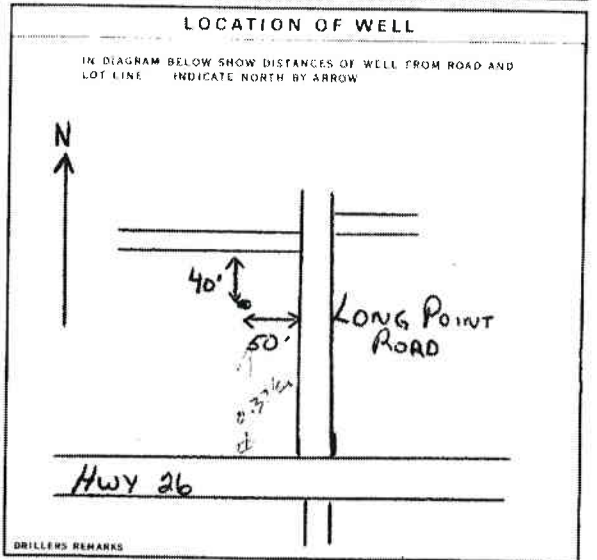 LOCATION OF WELL
IN DIAGRAM BELOW SHOW DISTANCES OF WELL FROM ROAD AND
LOT LINE INDICATE NORTH BY ARROW
N
40'
LONG POINT
ROAD
50'
HWY 26
DRILLERS REMARKS